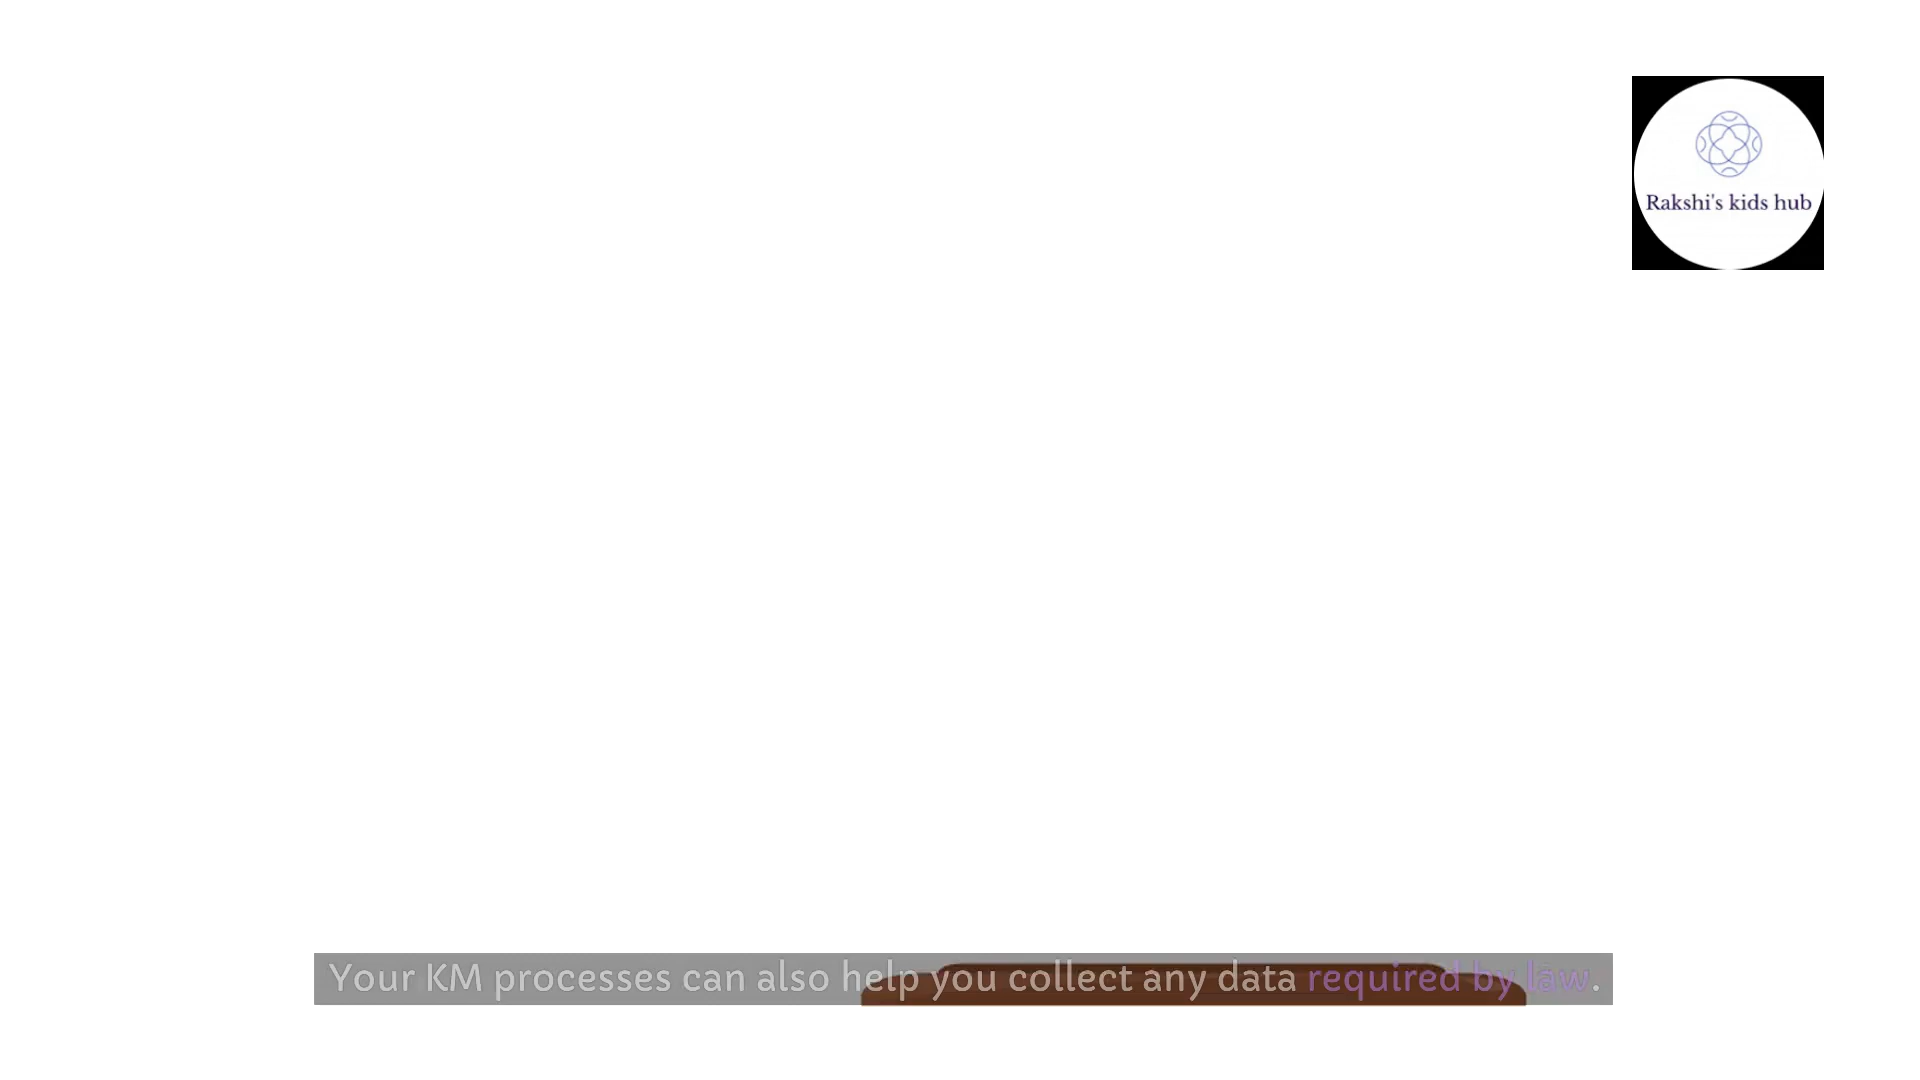 Rakshi's kids hub
Your KM processes can also help you collect any data required by law.